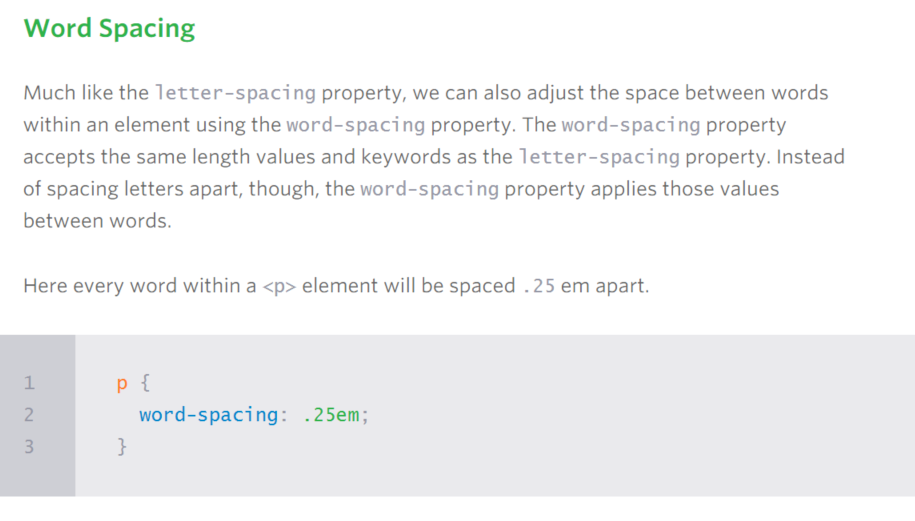 Word Spacing
Much like the letter-spacing property, we can also adjust the space between words
within an element using the word-spacing property. The word-spacing property
accepts the same length values and keywords as the letter-spacing property. Instead
of spacing letters apart, though, the word-spacing property applies those values
between words.
Here every word within a <p> element will be spaced .25 em apart.
1 p {
2 word-spacing: .25em;
3 }